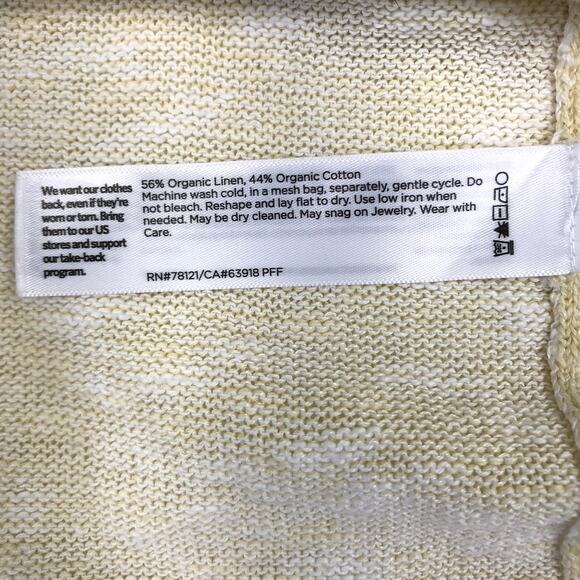 We want our clothes
back, even if they're
worn or torn. Bring
them to our US
stores and support
our take-back
program.
56% Organic Linen, 44% Organic Cotton
Machine wash cold, in a mesh bag, separately, gentle cycle. Do
not bleach. Reshape and lay flat to dry. Use low iron when
needed. May be dry cleaned. May snag on Jewelry. Wear with
Care.
RN#78121/CA#63918 PFF